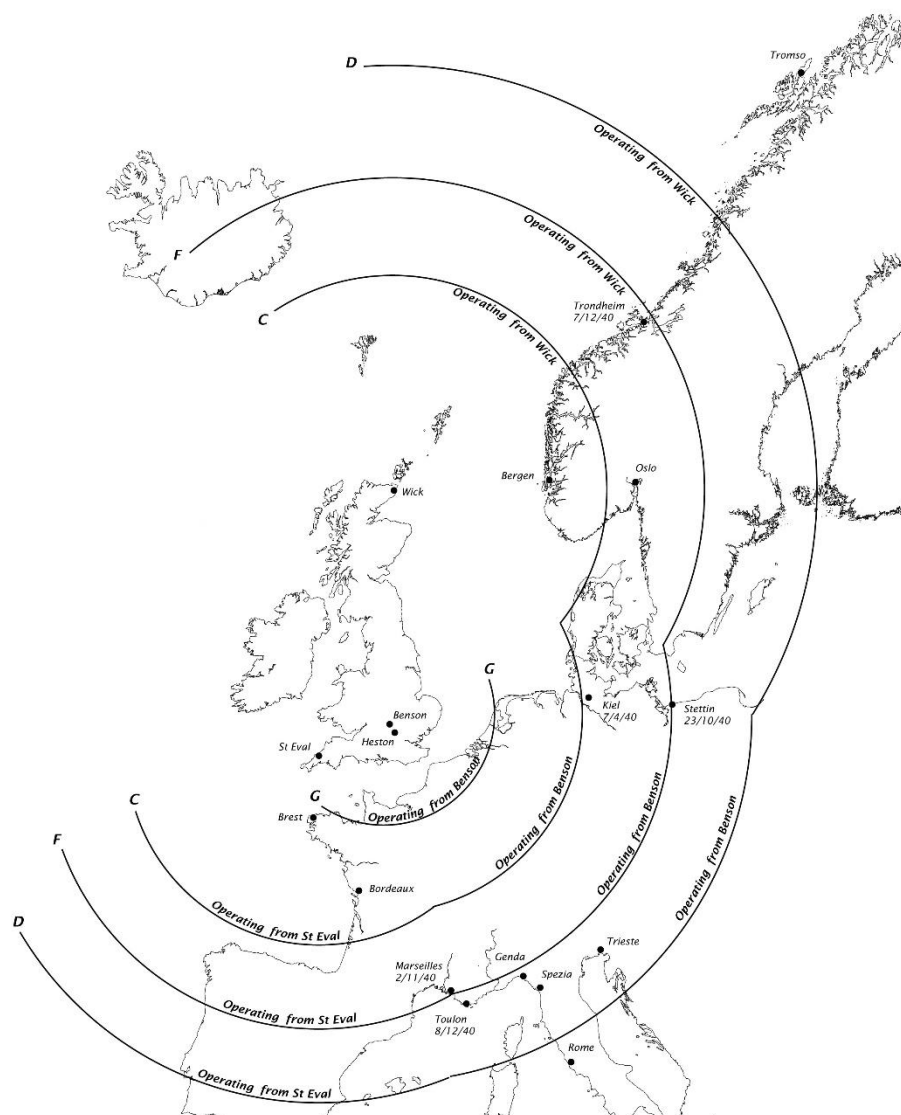 Tromso
D
Operating from Wick
F
Operating from Wick
C
Operating from Wick
Trondheim
7/12/40
Wick
Bergen
Oslo
G
Benson
Heston
St Eval
Kiel
7/4/40
Stettin
23/10/40
G
Operating from Benson
Brest
C
Operating from Benson
Operating from Benson
Operating from Benson
F
Bordeaux
D
Operating from St Eval
Trieste
Genda
Marseilles
2/11/40
Spezia
Toulon
8/12/40
Operating from St Eval
Rome
Operating from St Eval